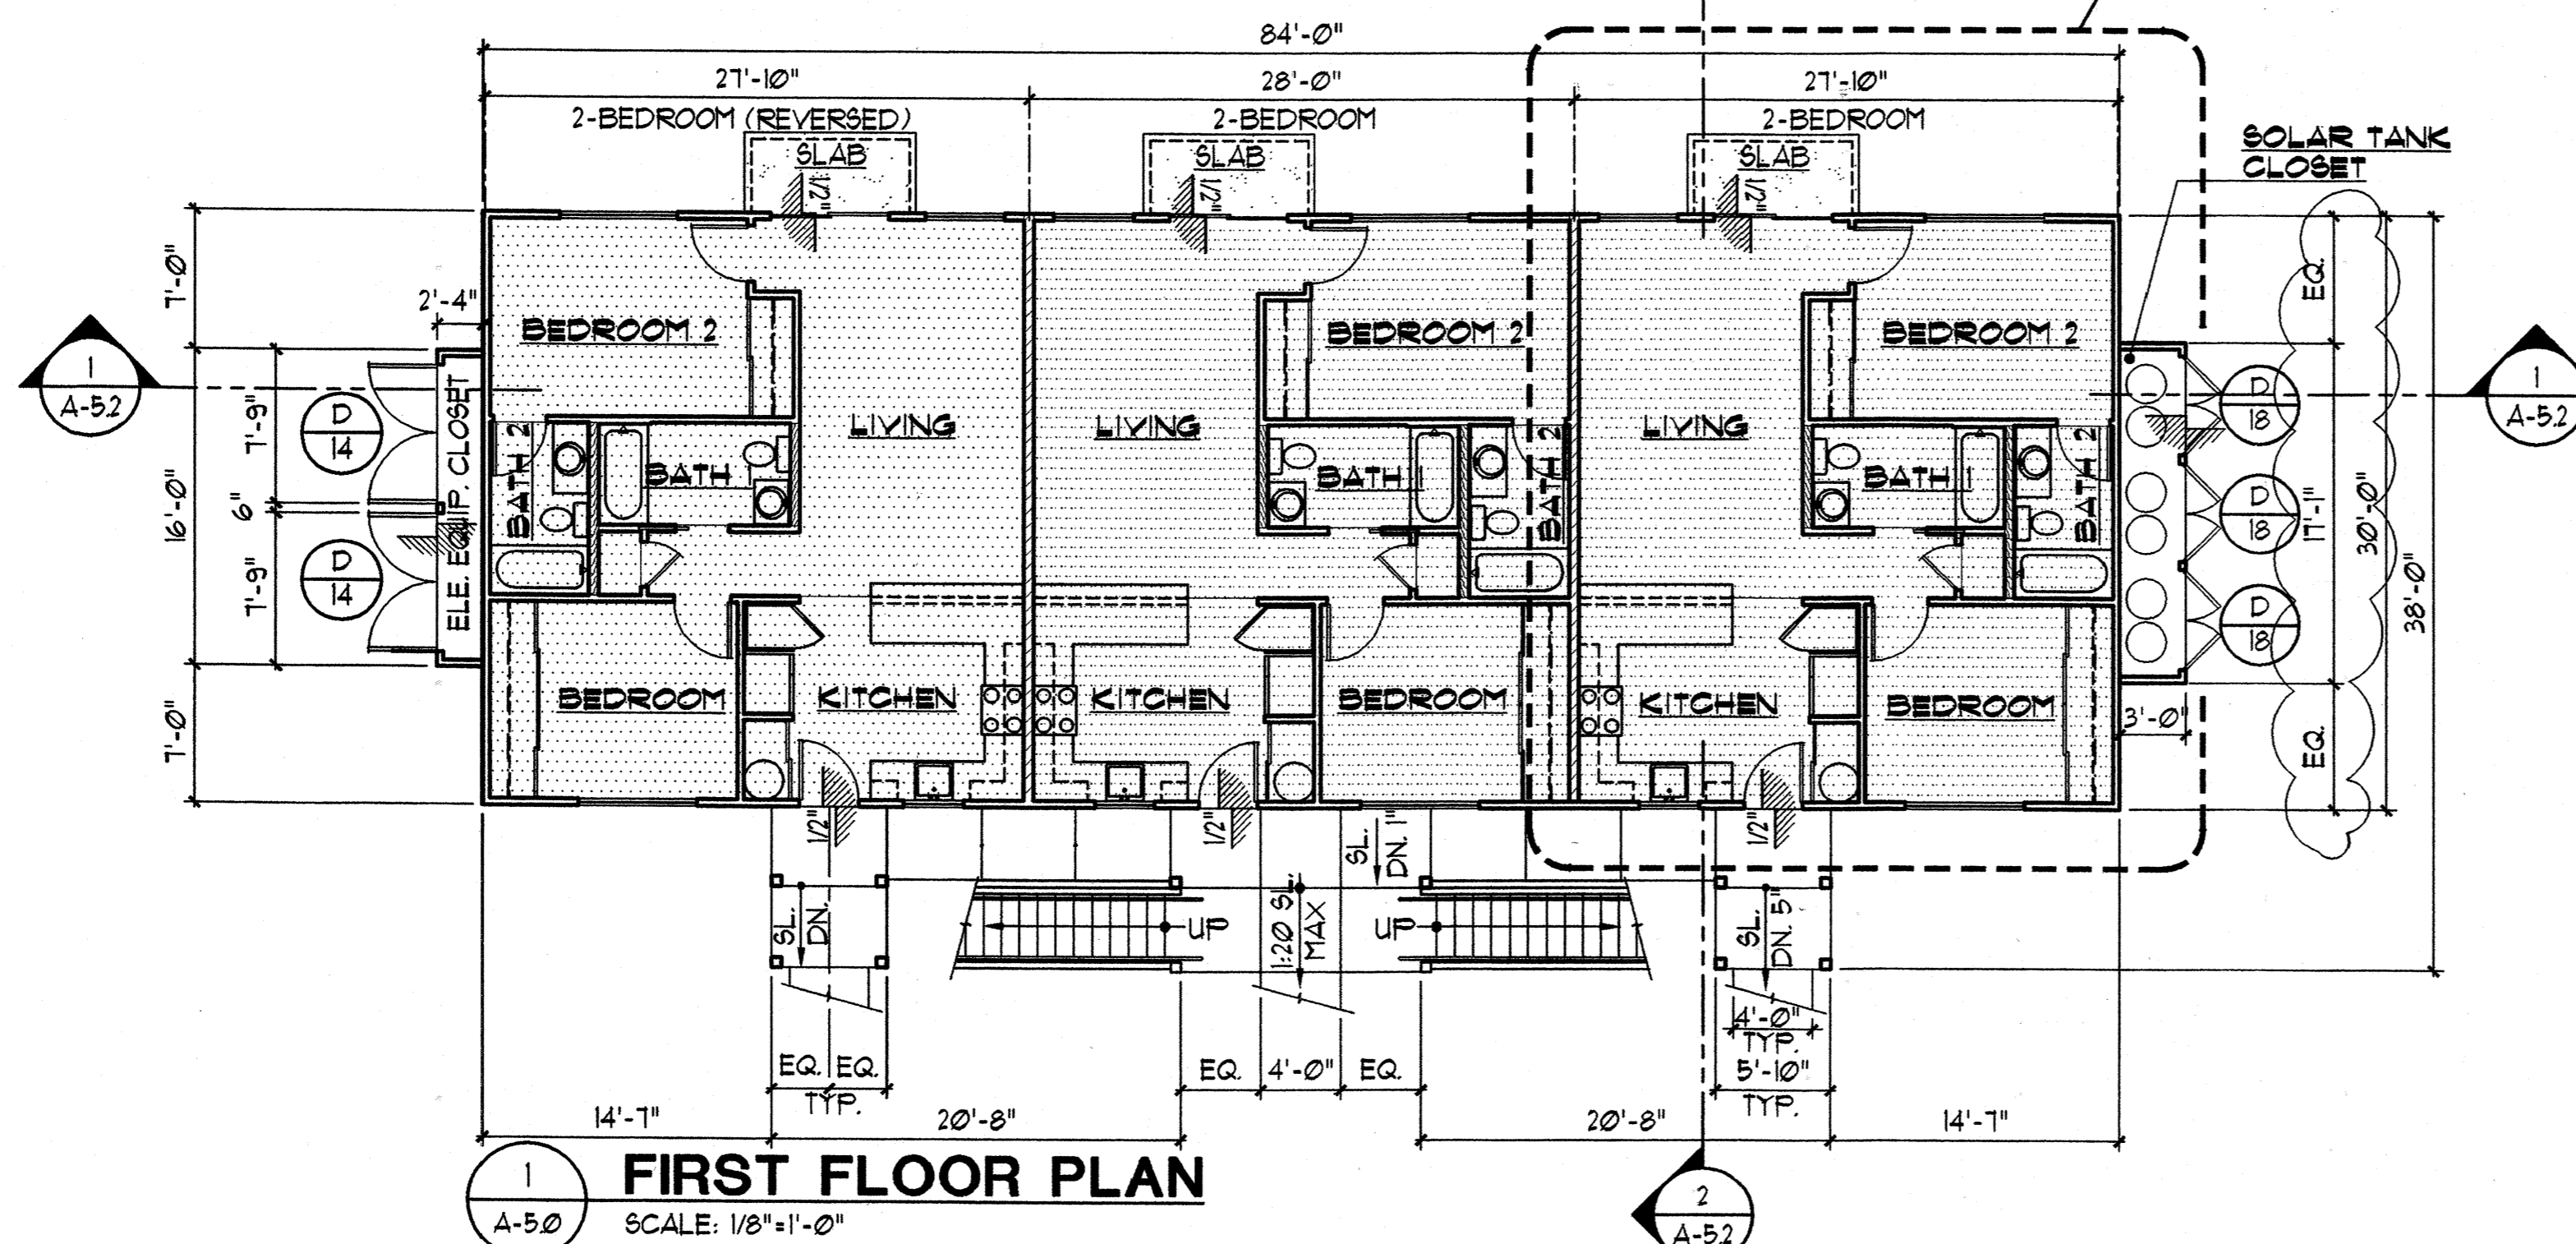 84'-0"
27'-10"
28'-0"
27'-10"
2-BEDROOM (REVERSED)
2-BEDROOM
2-BEDROOM
SLAB
SLAB
SLAB
1/2"
1/2"
1/2"
SOLAR TANK
CLOSET
7'-0"
2'-4"
BEDROOM 2
BEDROOM 2
BEDROOM 2
EQ.
1
A-5.2
1
A-5.2
D
14
7'-9"
16'-0"
6"
ELE. EQUIP. CLOSET
BATH 2
BATH 1
LIVING
LIVING
BATH 1
BATH 2
LIVING
BATH 1
BATH 2
D
18
D
18
17'-1"
30'-0"
38'-0"
D
14
7'-9"
D
18
7'-0"
BEDROOM
KITCHEN
KITCHEN
BEDROOM
KITCHEN
BEDROOM
3'-0"
EQ.
1/2"
1/2"
SL.
DN. 1"
1/2"
SL.
DN.
UP
1:20 SL.
MAX
UP
SL.
DN. 5"
4'-0"
TYP.
EQ.
EQ.
TYP.
EQ.
4'-0"
EQ.
5'-10"
TYP.
14'-7"
20'-8"
20'-8"
14'-7"
1
A-5.0
FIRST FLOOR PLAN
SCALE: 1/8"=1'-0"
2
A-5.2